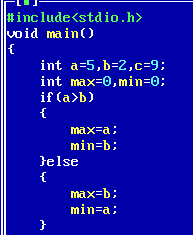 #include<stdio.h>
void main()
{
int a=5,b=2,c=9;
int max=0,min=0;
if(a>b)
{
max=a;
min=b;
}else
{
max=b;
min=a;
}